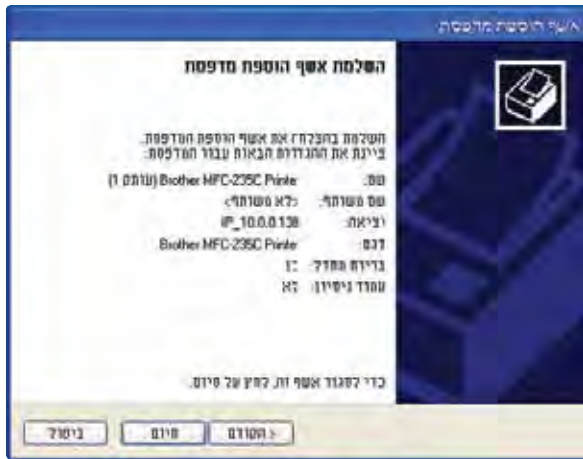 אשף הוספת מדפסת
השלמת אשף הוספת מדפסת
השלמת בהצלחה את אשף הוספת המדפסת.
ציינת את ההגדרות הבאות עבור המדפסת:
שם: Brother MFC-235C Printe (עותק 1)
שם משותף: <לא משותף>
יציאה: IP_10.0.0.138
דגם: Brother MFC-235C Printe
ברירת מחדל: כן
עמוד ניסיון: לא
כדי לסגור אשף זה, לחץ על סיום.
< הקודם
סיום
ביטול